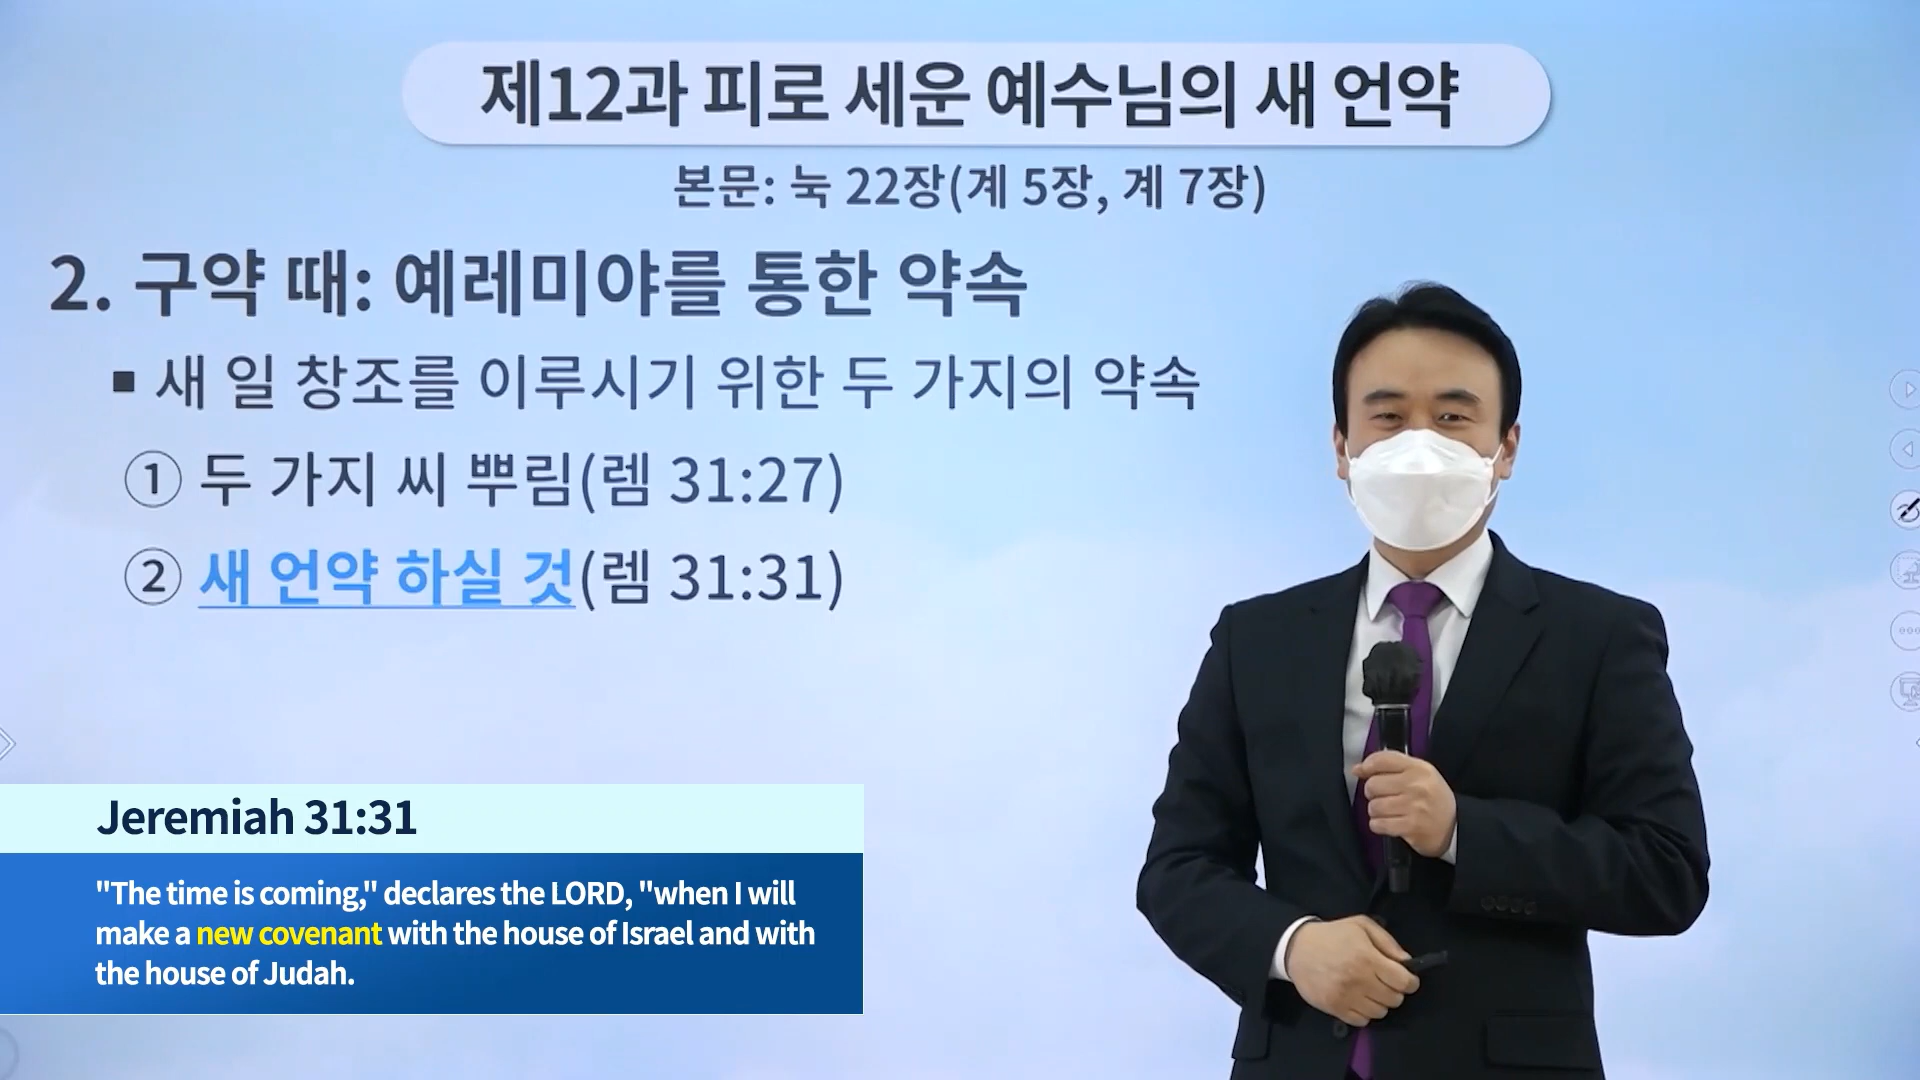 제12과 피로 세운 예수님의 새 언약
본문: 눅 22장(계 5장, 계 7장)
2. 구약 때: 예레미야를 통한 약속
▪ 새 일 창조를 이루시기 위한 두 가지의 약속
① 두 가지 씨 뿌림(렘 31:27)
② 새 언약 하실 것(렘 31:31)
Jeremiah 31:31
"The time is coming," declares the LORD, "when I will
make a new covenant with the house of Israel and with
the house of Judah.